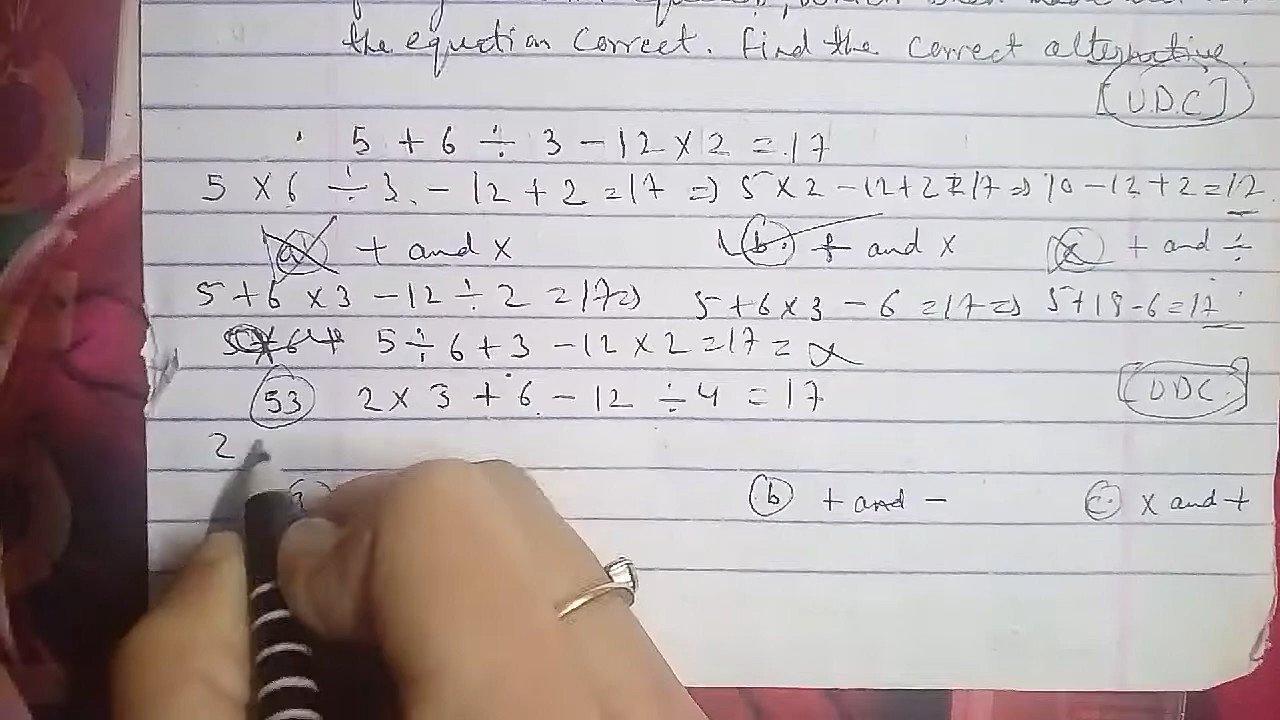 the equation correct. Find the correct alternative.
[U.D.C]
5 + 6 ÷ 3 - 12 × 2 = 17
5 × 6 ÷ 3 - 12 + 2 = 17 => 5 × 2 - 12 + 2 = 17 => 10 - 12 + 2 = 12
(a) + and × (b.) and × + and ÷
5 + 6 × 3 - 12 ÷ 2 = 17 => 5 + 6 × 3 - 6 = 17 => 5 + 18 - 6 = 17
5 ÷ 6 + 3 - 12 × 2 = 17 =
(53) 2 × 3 + 6 - 12 ÷ 4 = 17 (UDC)
2
(b) + and - (c) × and +